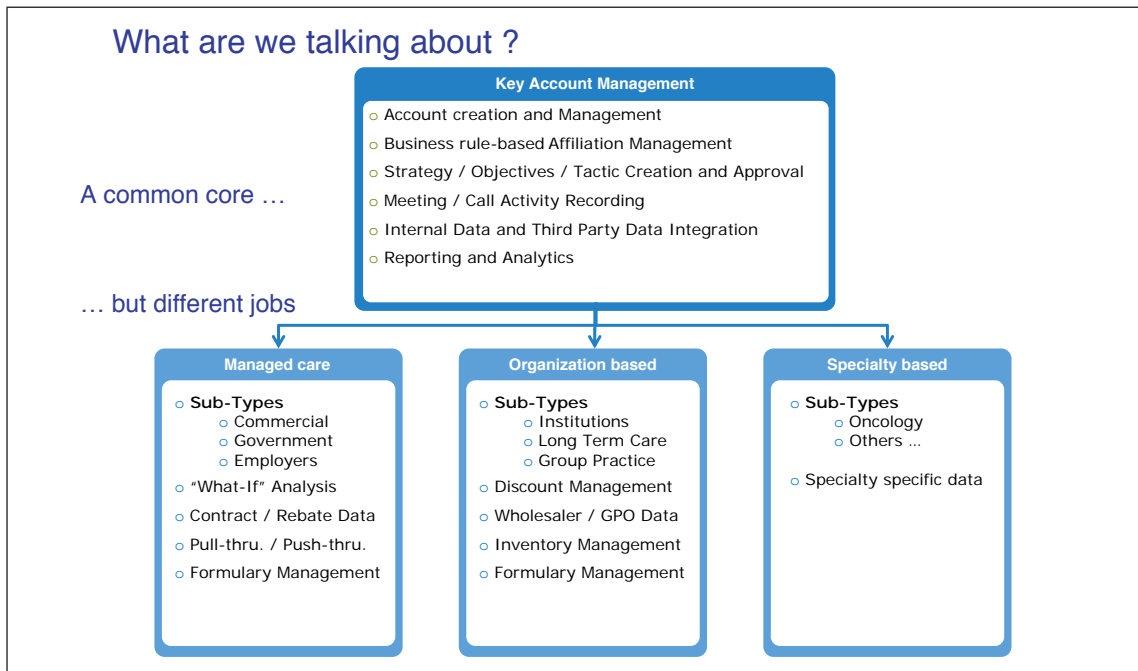 What are we talking about ?
Key Account Management
Account creation and Management
Business rule-based Affiliation Management
Strategy / Objectives / Tactic Creation and Approval
A common core …
Meeting / Call Activity Recording
Internal Data and Third Party Data Integration
Reporting and Analytics
… but different jobs
Managed care
Sub-Types
Commercial
Government
Employers
“What-If” Analysis
Contract / Rebate Data
Pull-thru. / Push-thru.
Formulary Management
Organization based
Sub-Types
Institutions
Long Term Care
Group Practice
Discount Management
Wholesaler / GPO Data
Inventory Management
Formulary Management
Specialty based
Sub-Types
Oncology
Others …
Specialty specific data